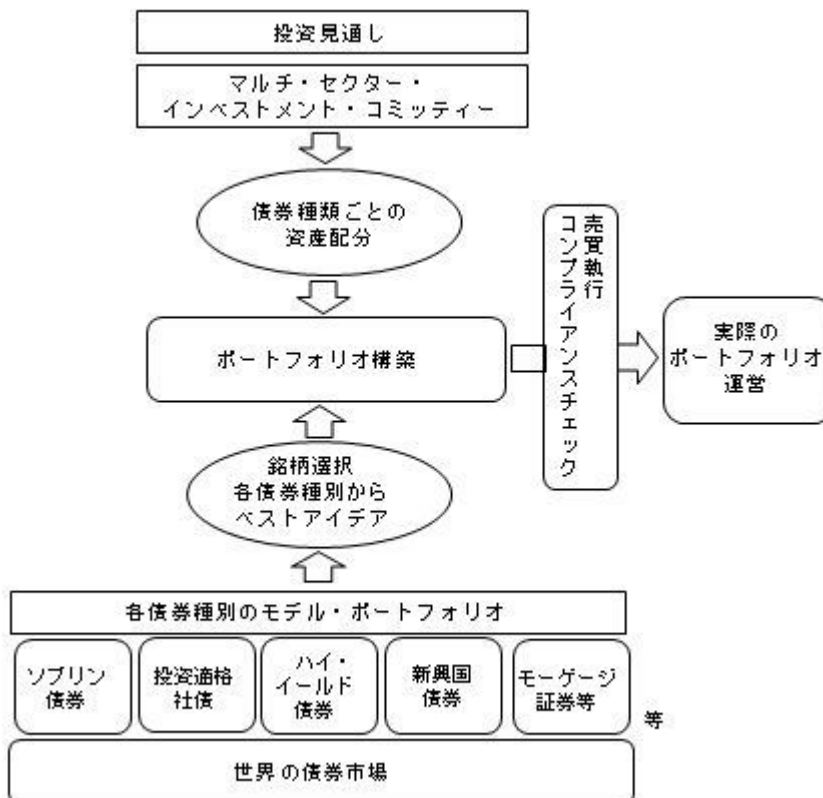 投資見通し
マルチ・セクター・
インベストメント・コミッティー
債券種類ごとの
資産配分
ポートフォリオ構築
売買執行
コンプライアンスチェック
実際の
ポートフォリオ
運営
銘柄選択
各債券種別から
ベストアイデア
各債券種別のモデル・ポートフォリオ
ソブリン
債券
投資適格
社債
ハイ・
イールド
債券
新興国
債券
モーゲージ
証券等
等
世界の債券市場